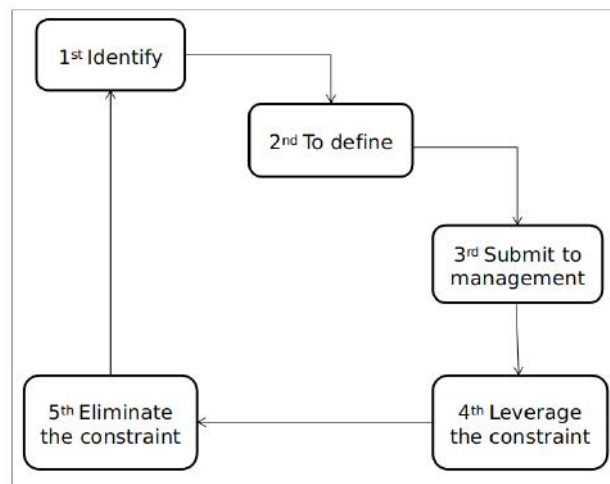 1st Identify
2nd To define
3rd Submit to
management
4th Leverage
the constraint
5th Eliminate
the constraint